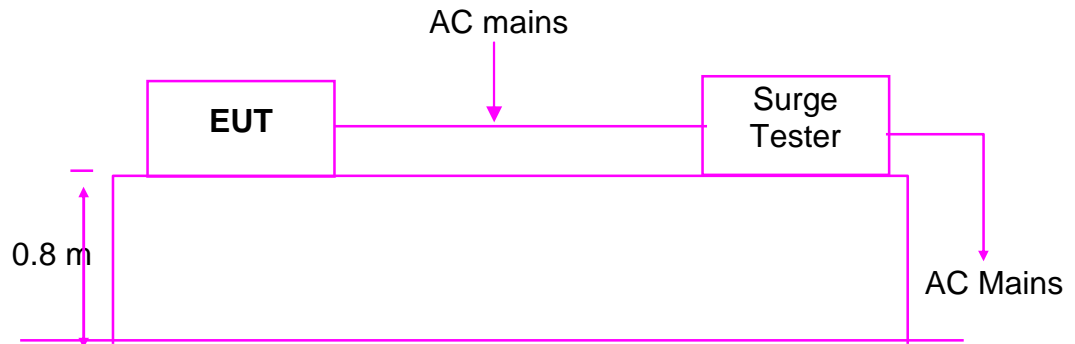 AC mains
EUT
Surge
Tester
0.8 m
AC Mains